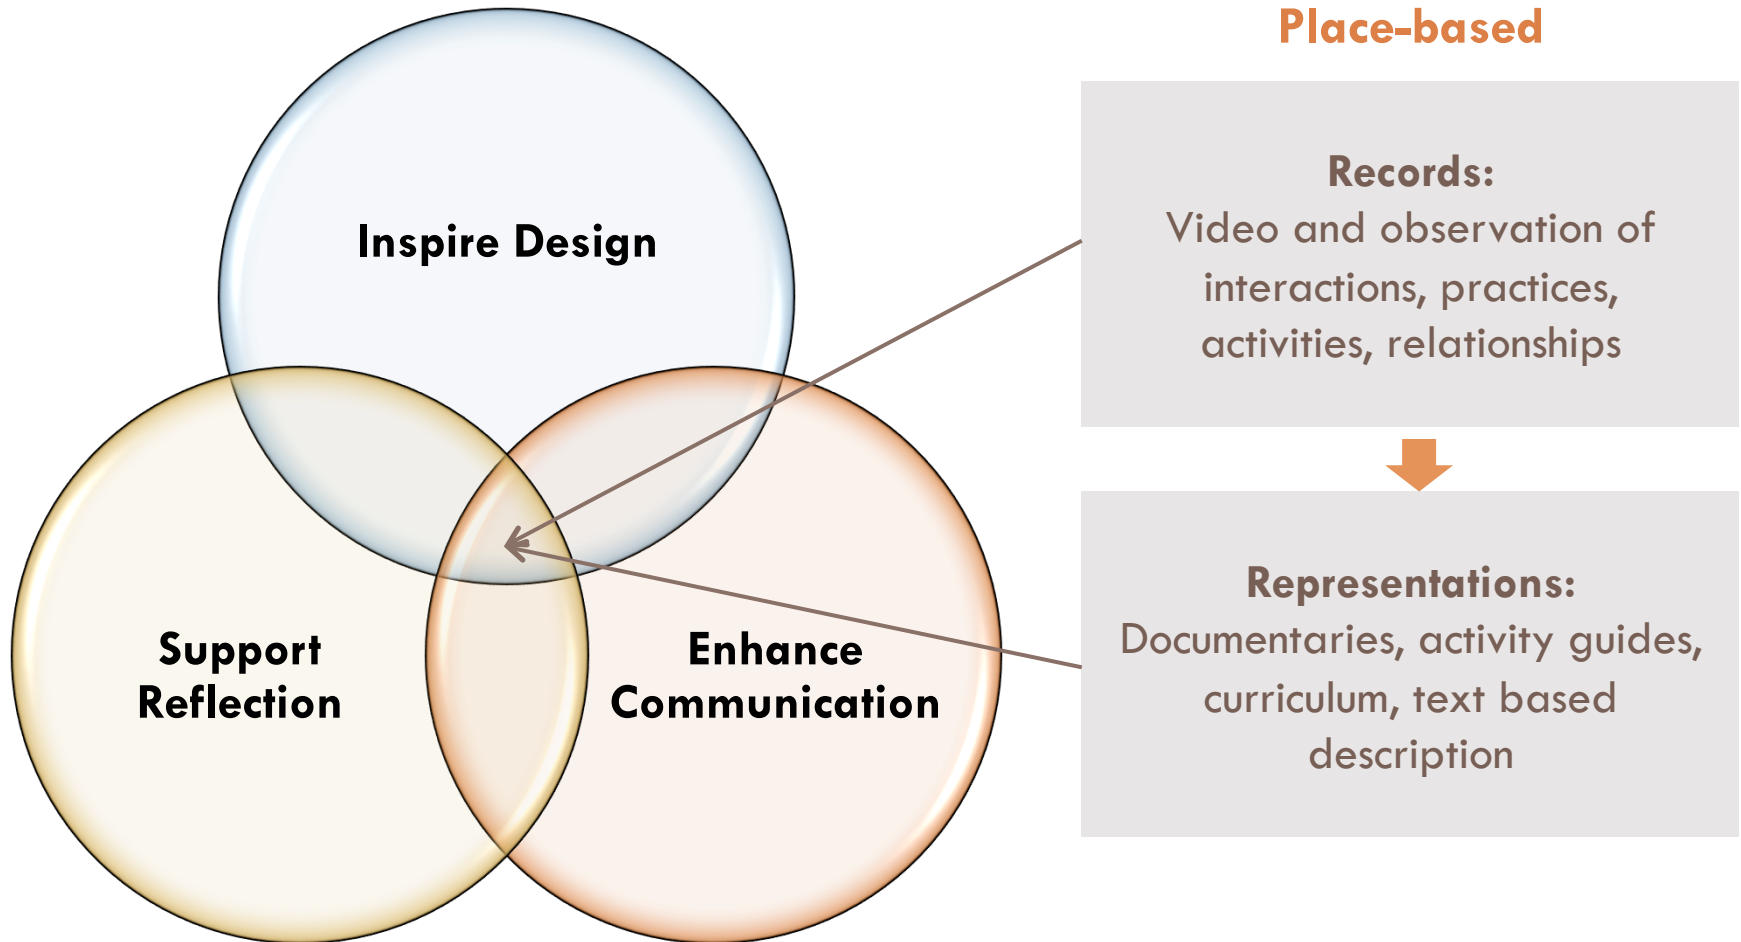 Place-based
Inspire Design
Support
Reflection
Enhance
Communication
Records:
Video and observation of
interactions, practices,
activities, relationships
Representations:
Documentaries, activity guides,
curriculum, text based
description